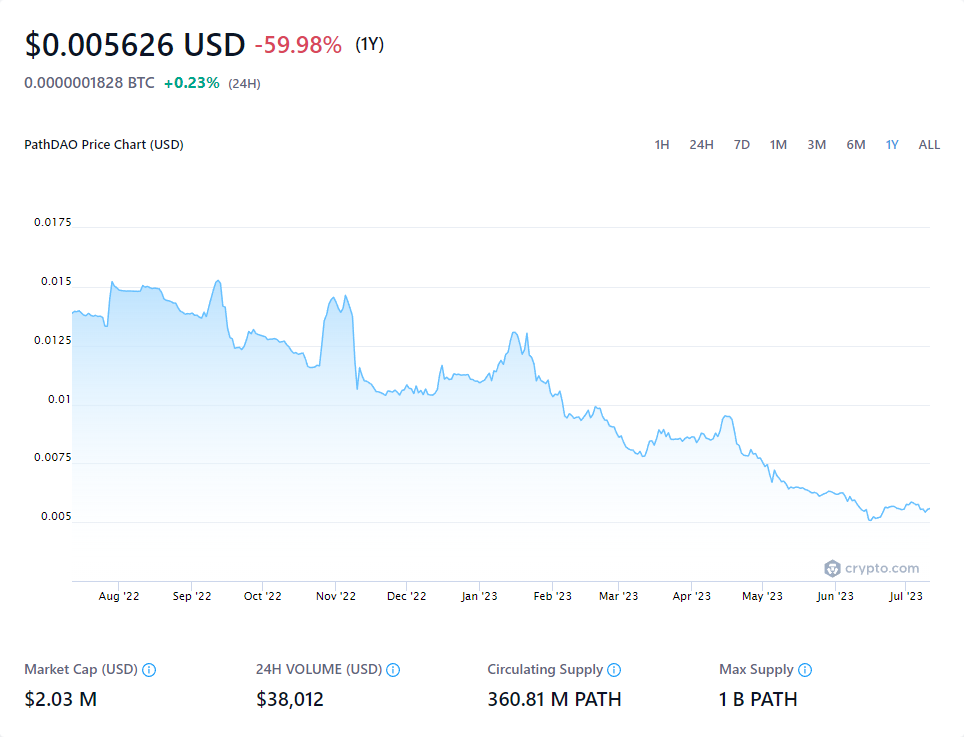 $0.005626 USD -59.98% (1Y)
0.0000001828 BTC +0.23% (24H)
PathDAO Price Chart (USD) 1H 24H 7D 1M 3M 6M 1Y ALL
0.0175
0.015
0.0125
0.01
0.0075
0.005
crypto.com
Aug '22 Sep '22 Oct '22 Nov '22 Dec '22 Jan '23 Feb '23 Mar '23 Apr '23 May '23 Jun '23 Jul '23
Market Cap (USD) 24H VOLUME (USD) Circulating Supply Max Supply
$2.03 M $38,012 360.81 M PATH 1 B PATH